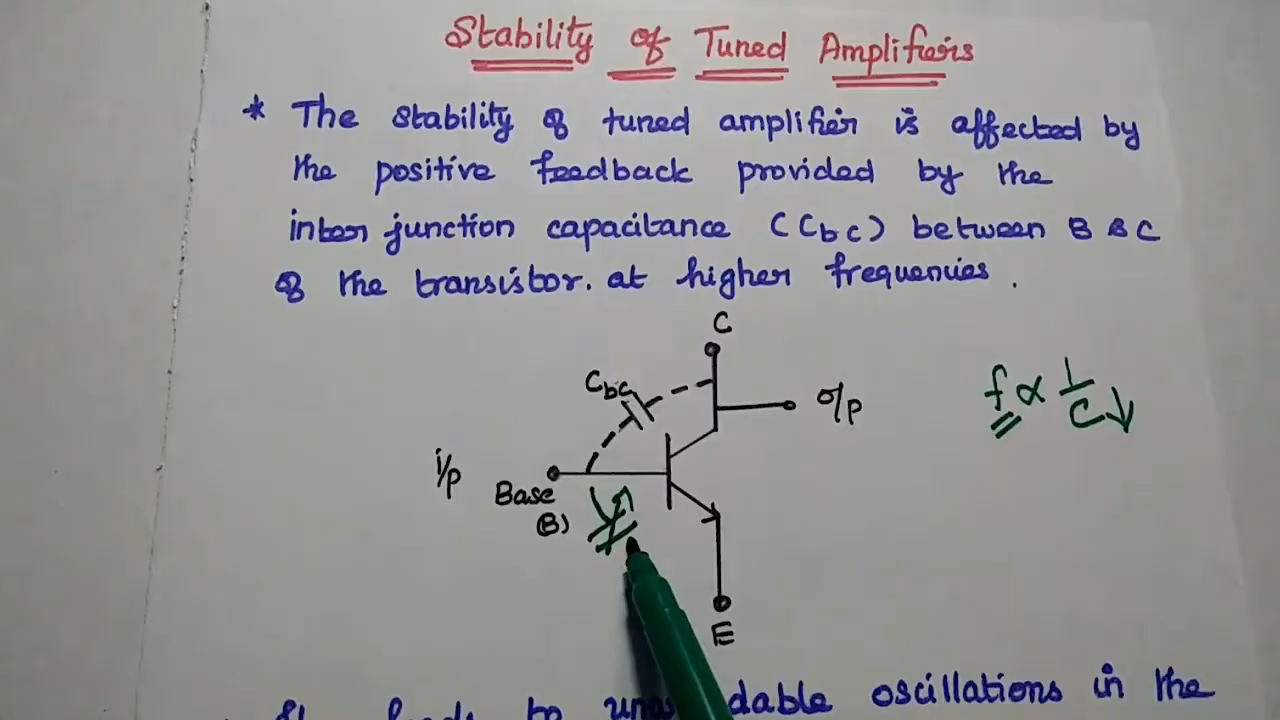 Stability of Tuned Amplifiers
* The stability of tuned amplifier is affected by
the positive feedback provided by the
inter junction capacitance (Cbc) between B & C
of the transistor. at higher frequencies.
C
Cbc
o/p
f ∝ 1/C ↓
i/p
Base
(B)
E
to oscillations in the